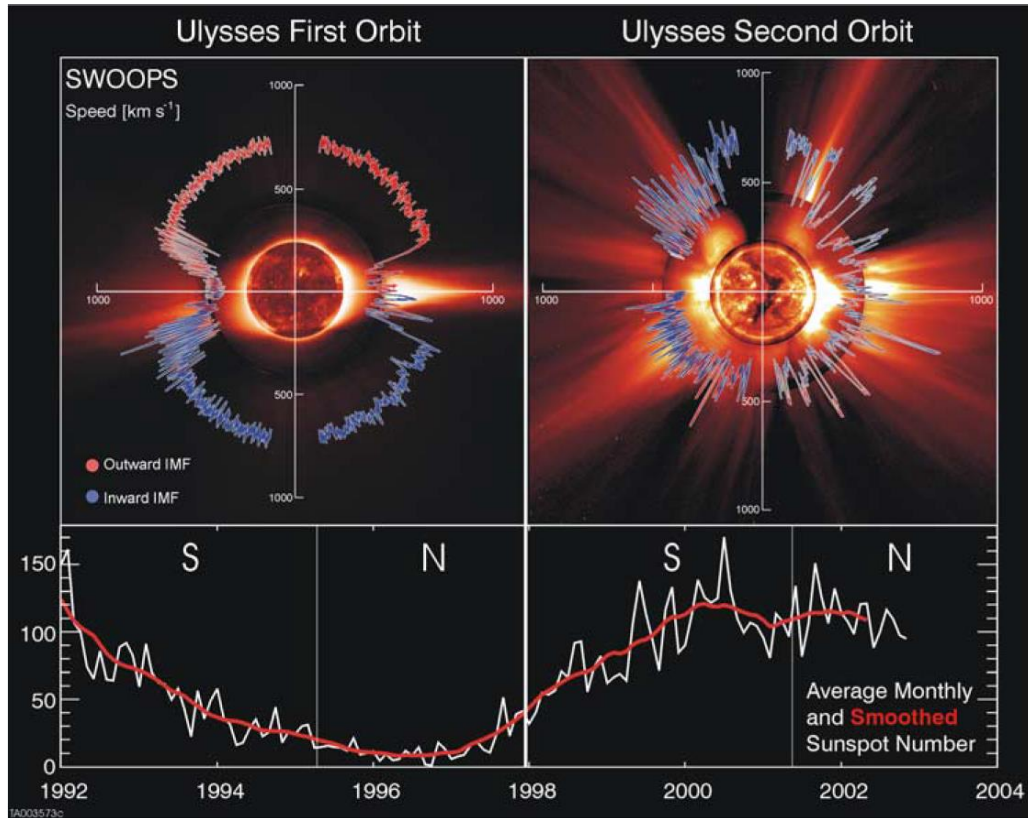 Ulysses First Orbit
Ulysses Second Orbit
SWOOPS
Speed [km s⁻¹]
1000
500
1000
1000
500
1000
Outward IMF
Inward IMF
1000
500
1000
1000
500
1000
S
N
S
N
150
100
50
0
Average Monthly
and Smoothed
Sunspot Number
1992
1994
1996
1998
2000
2002
2004
TA003573c